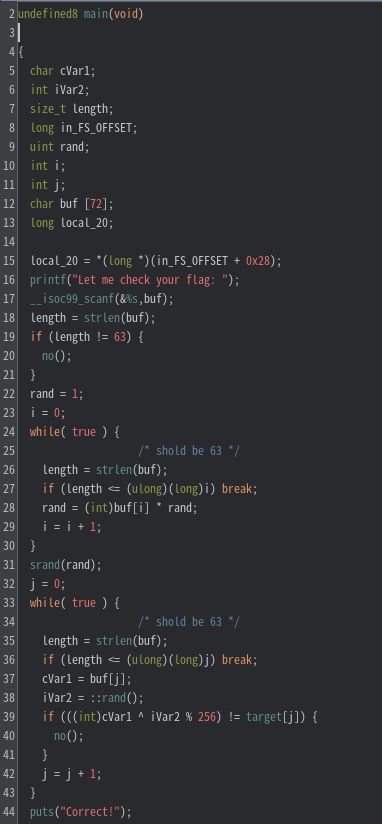 2 undefined8 main(void)
3
4 {
5 char cVar1;
6 int iVar2;
7 size_t length;
8 long in_FS_OFFSET;
9 uint rand;
10 int i;
11 int j;
12 char buf [72];
13 long local_20;
14
15 local_20 = *(long *)(in_FS_OFFSET + 0x28);
16 printf("Let me check your flag: ");
17 __isoc99_scanf(&%s,buf);
18 length = strlen(buf);
19 if (length != 63) {
20 no();
21 }
22 rand = 1;
23 i = 0;
24 while( true ) {
25 /* shold be 63 */
26 length = strlen(buf);
27 if (length <= (ulong)(long)i) break;
28 rand = (int)buf[i] * rand;
29 i = i + 1;
30 }
31 srand(rand);
32 j = 0;
33 while( true ) {
34 /* shold be 63 */
35 length = strlen(buf);
36 if (length <= (ulong)(long)j) break;
37 cVar1 = buf[j];
38 iVar2 = ::rand();
39 if (((int)cVar1 ^ iVar2 % 256) != target[j]) {
40 no();
41 }
42 j = j + 1;
43 }
44 puts("Correct!");